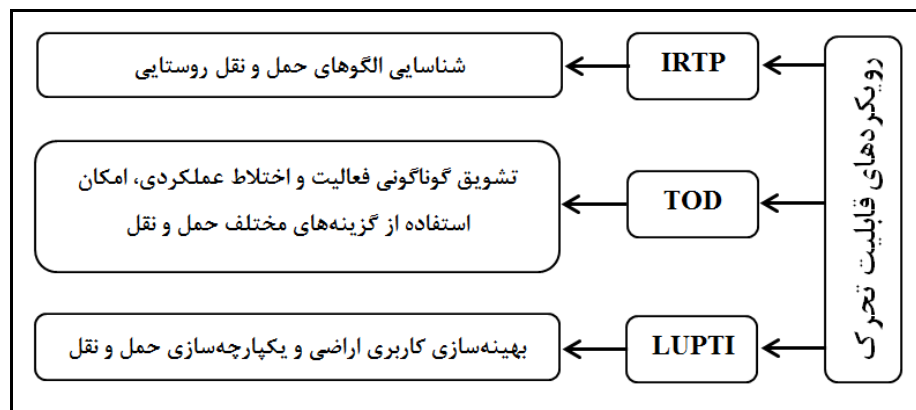 رویکردهای قابلیت تحرک
IRTP
شناسایی الگوهای حمل و نقل روستایی
TOD
تشویق گوناگونی فعالیت و اختلاط عملکردی، امکان
استفاده از گزینه‌های مختلف حمل و نقل
LUPTI
بهینه‌سازی کاربری اراضی و یکپارچه‌سازی حمل و نقل